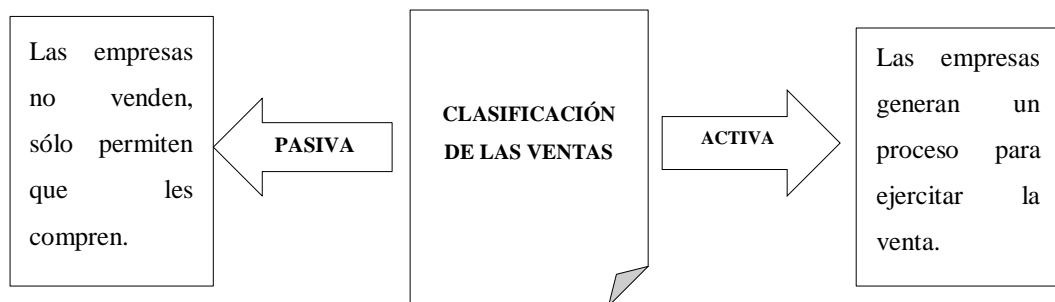 Las empresas
no venden,
sólo permiten
que les
compren.
PASIVA
CLASIFICACIÓN
DE LAS VENTAS
ACTIVA
Las empresas
generan un
proceso para
ejercitar la
venta.